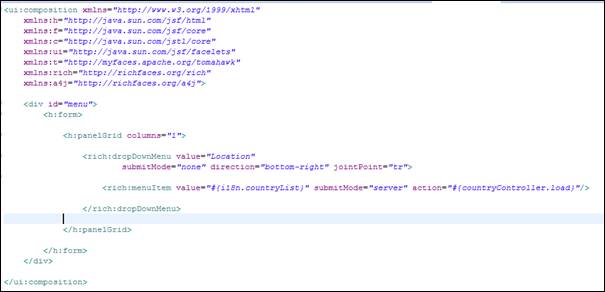 <ui:composition xmlns="http://www.w3.org/1999/xhtml"
xmlns:h="http://java.sun.com/jsf/html"
xmlns:f="http://java.sun.com/jsf/core"
xmlns:c="http://java.sun.com/jstl/core"
xmlns:ui="http://java.sun.com/jsf/facelets"
xmlns:t="http://myfaces.apache.org/tomahawk"
xmlns:rich="http://richfaces.org/rich"
xmlns:a4j="http://richfaces.org/a4j">
<div id="menu">
<h:form>
<h:panelGrid columns="1">
<rich:dropDownMenu value="Location"
submitMode="none" direction="bottom-right" jointPoint="tr">
<rich:menuItem value="#{i18n.countryList}" submitMode="server" action="#{countryController.load}"/>
</rich:dropDownMenu>
</h:panelGrid>
</h:form>
</div>
</ui:composition>